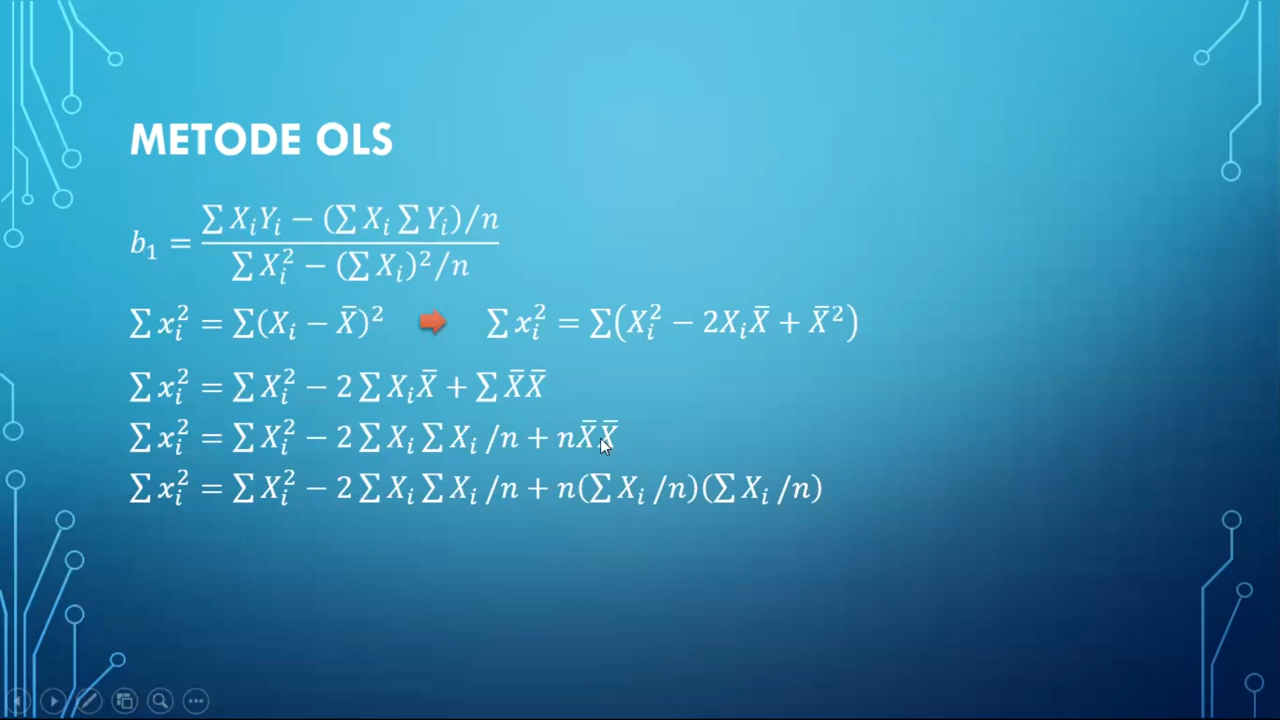 METODE OLS
b₁ = (∑ XᵢYᵢ − (∑ Xᵢ ∑ Yᵢ)/n) / (∑ Xᵢ² − (∑ Xᵢ)²/n)
∑ xᵢ² = ∑(Xᵢ − X̄)² ➡ ∑ xᵢ² = ∑(Xᵢ² − 2XᵢX̄ + X̄²)
∑ xᵢ² = ∑ Xᵢ² − 2 ∑ XᵢX̄ + ∑ X̄X̄
∑ xᵢ² = ∑ Xᵢ² − 2 ∑ Xᵢ ∑ Xᵢ /n + nX̄X̄
∑ xᵢ² = ∑ Xᵢ² − 2 ∑ Xᵢ ∑ Xᵢ /n + n(∑ Xᵢ /n)(∑ Xᵢ /n)